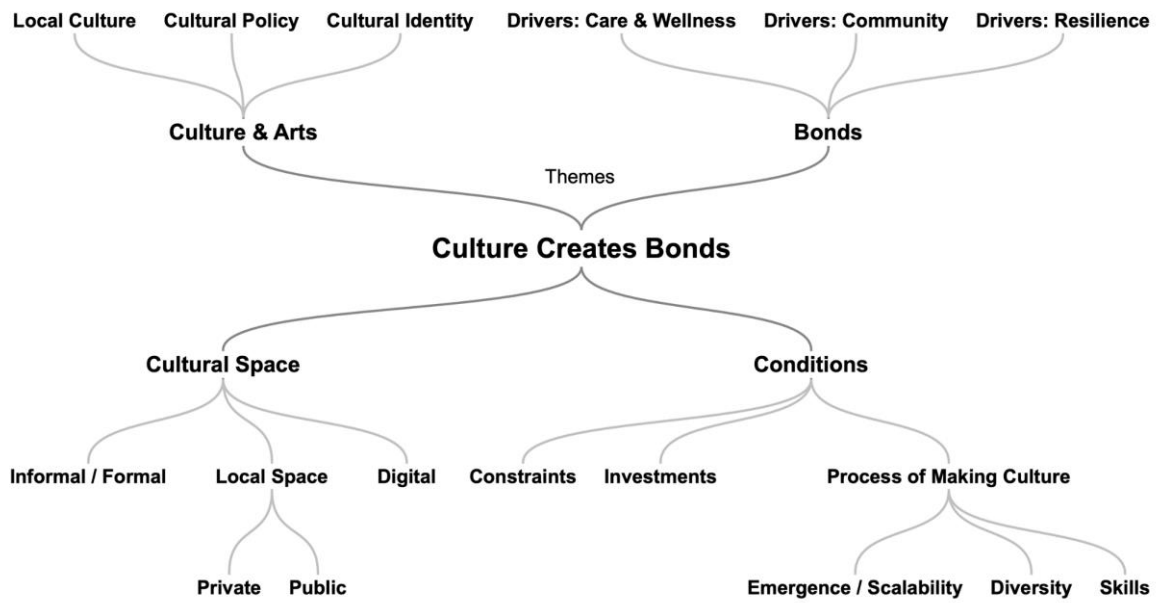 Local Culture
Cultural Policy
Cultural Identity
Drivers: Care & Wellness
Drivers: Community
Drivers: Resilience
Culture & Arts
Bonds
Themes
Culture Creates Bonds
Cultural Space
Conditions
Informal / Formal
Local Space
Digital
Constraints
Investments
Process of Making Culture
Private
Public
Emergence / Scalability
Diversity
Skills